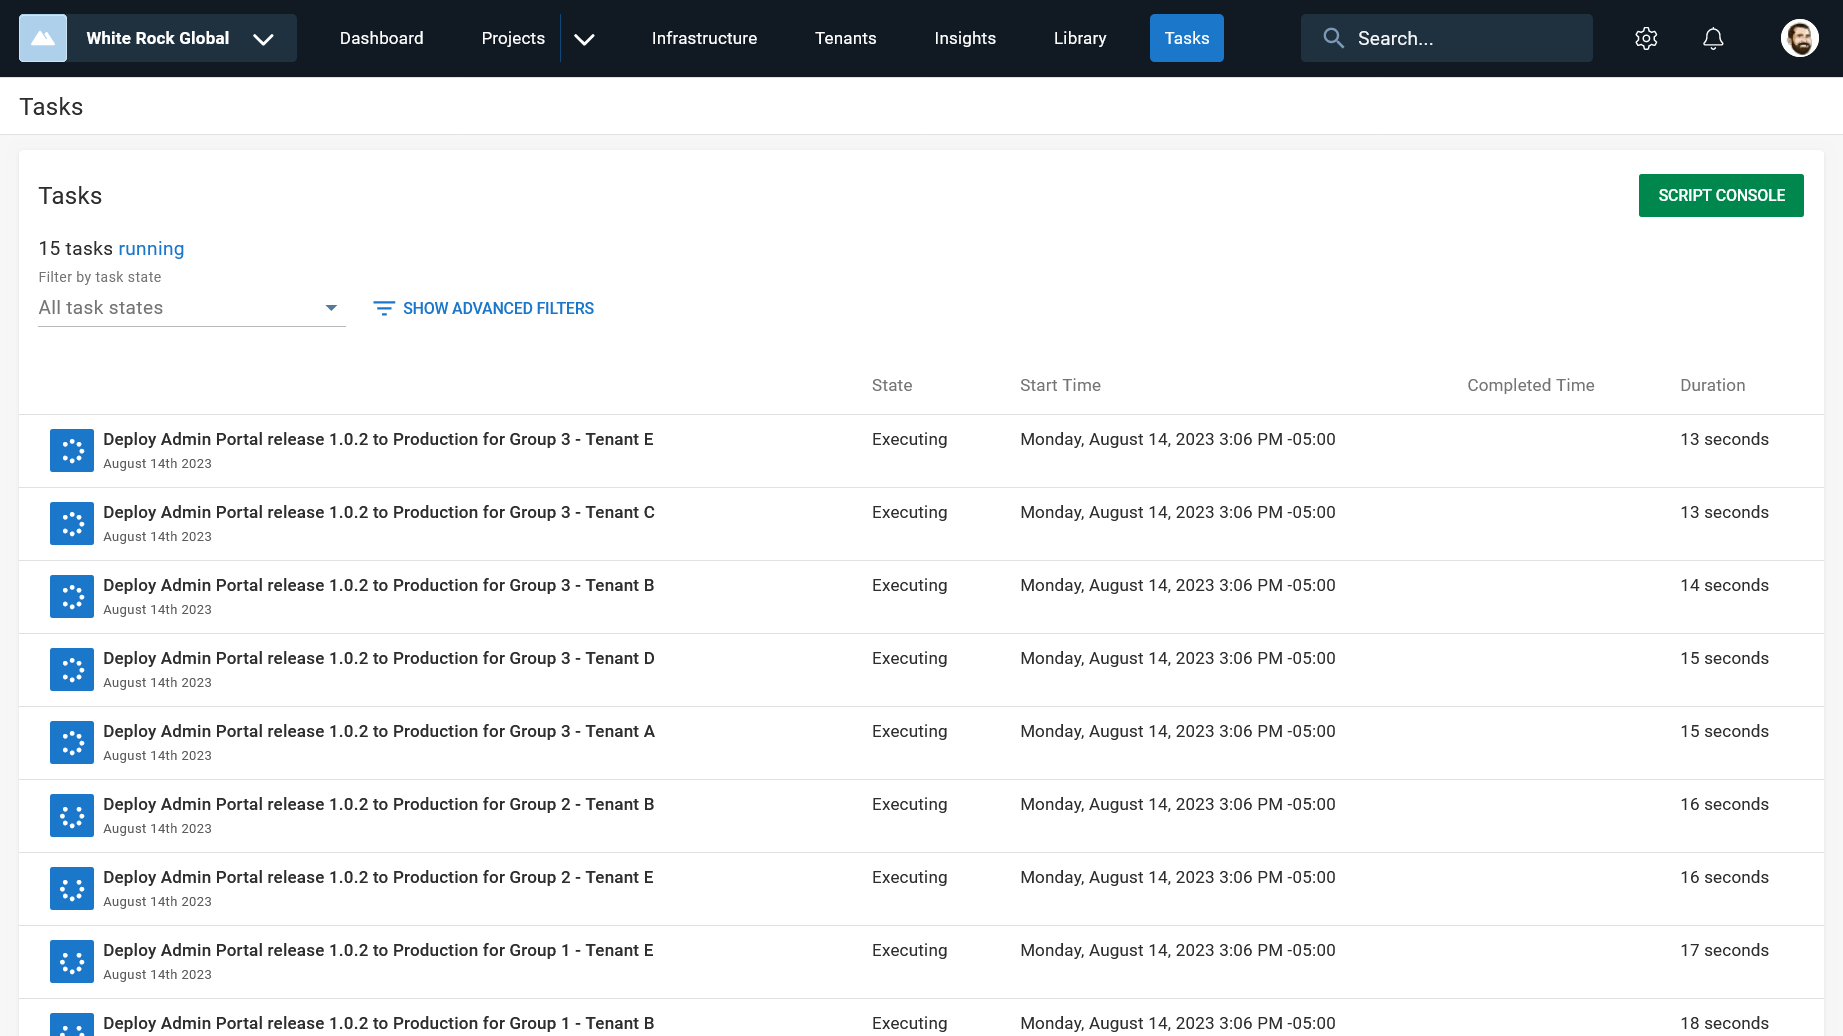 White Rock Global
Dashboard
Projects
Infrastructure
Tenants
Insights
Library
Tasks
Search...
Tasks
Tasks
SCRIPT CONSOLE
15 tasks running
Filter by task state
All task states
SHOW ADVANCED FILTERS
State Start Time Completed Time Duration
Deploy Admin Portal release 1.0.2 to Production for Group 3 - Tenant E Executing Monday, August 14, 2023 3:06 PM -05:00 13 seconds
August 14th 2023
Deploy Admin Portal release 1.0.2 to Production for Group 3 - Tenant C Executing Monday, August 14, 2023 3:06 PM -05:00 13 seconds
August 14th 2023
Deploy Admin Portal release 1.0.2 to Production for Group 3 - Tenant B Executing Monday, August 14, 2023 3:06 PM -05:00 14 seconds
August 14th 2023
Deploy Admin Portal release 1.0.2 to Production for Group 3 - Tenant D Executing Monday, August 14, 2023 3:06 PM -05:00 15 seconds
August 14th 2023
Deploy Admin Portal release 1.0.2 to Production for Group 3 - Tenant A Executing Monday, August 14, 2023 3:06 PM -05:00 15 seconds
August 14th 2023
Deploy Admin Portal release 1.0.2 to Production for Group 2 - Tenant B Executing Monday, August 14, 2023 3:06 PM -05:00 16 seconds
August 14th 2023
Deploy Admin Portal release 1.0.2 to Production for Group 2 - Tenant E Executing Monday, August 14, 2023 3:06 PM -05:00 16 seconds
August 14th 2023
Deploy Admin Portal release 1.0.2 to Production for Group 1 - Tenant E Executing Monday, August 14, 2023 3:06 PM -05:00 17 seconds
August 14th 2023
Deploy Admin Portal release 1.0.2 to Production for Group 1 - Tenant B Executing Monday, August 14, 2023 3:06 PM -05:00 18 seconds